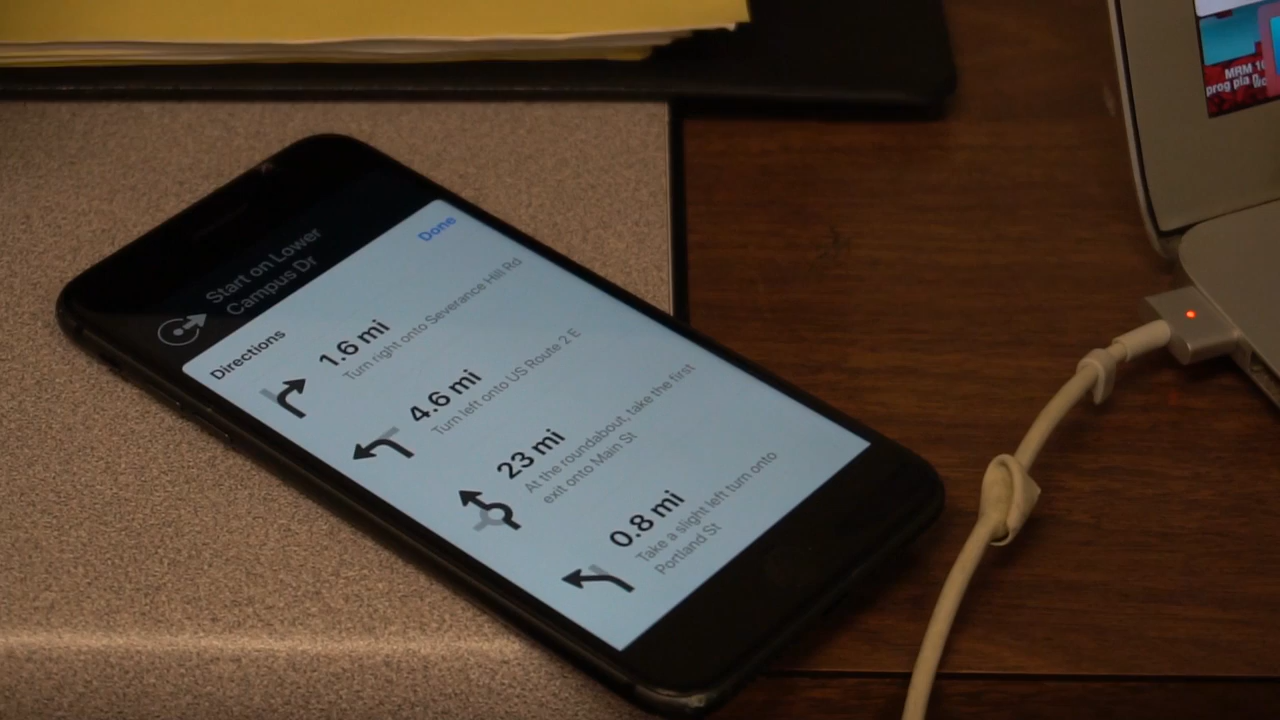 Start on Lower
Campus Dr
Done
Directions
1.6 mi
Turn right onto Severance Hill Rd
4.6 mi
Turn left onto US Route 2 E
23 mi
At the roundabout, take the first
exit onto Main St
0.8 mi
Take a slight left turn onto
Portland St
MRM
prog